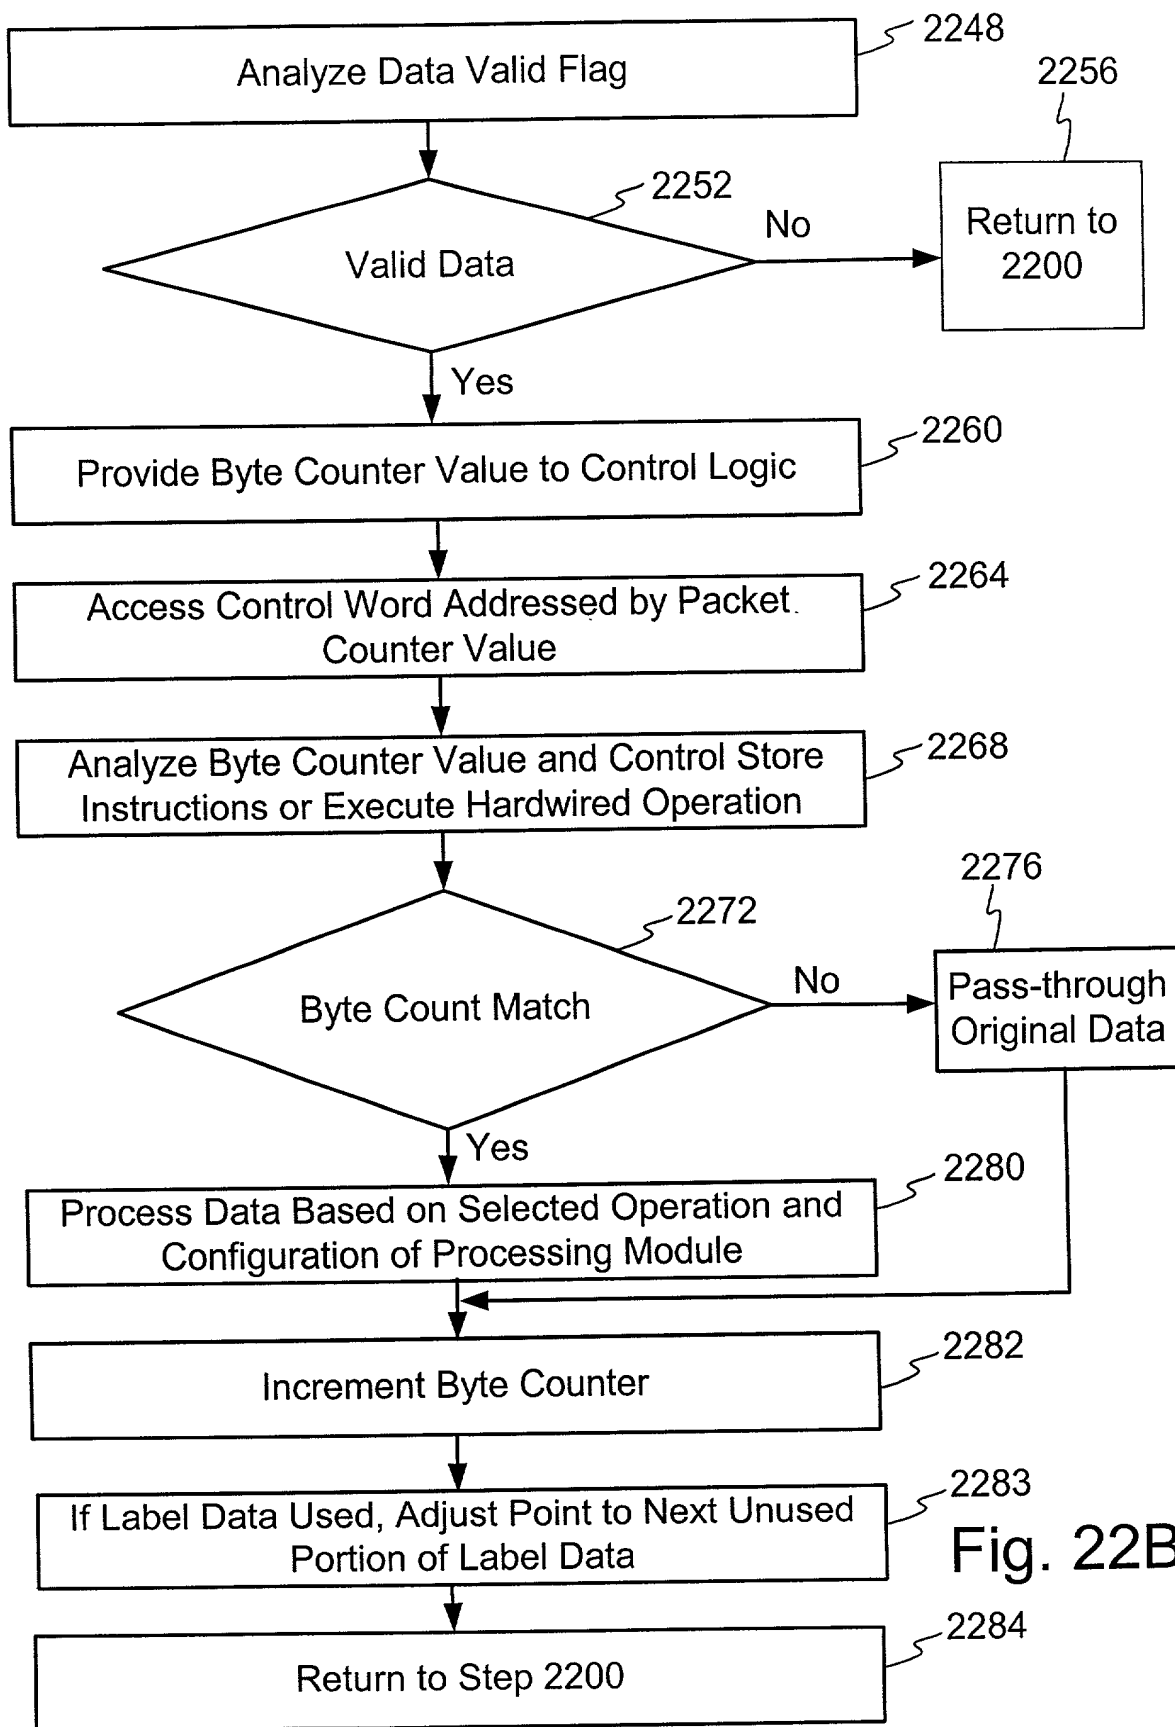 2248
Analyze Data Valid Flag
2256
2252
No
Return to
2200
Valid Data
Yes
2260
Provide Byte Counter Value to Control Logic
2264
Access Control Word Addressed by Packet
Counter Value
2268
Analyze Byte Counter Value and Control Store
Instructions or Execute Hardwired Operation
2276
2272
No
Pass-through
Original Data
Byte Count Match
Yes
2280
Process Data Based on Selected Operation and
Configuration of Processing Module
2282
Increment Byte Counter
2283
If Label Data Used, Adjust Point to Next Unused
Portion of Label Data
Fig. 22B
2284
Return to Step 2200